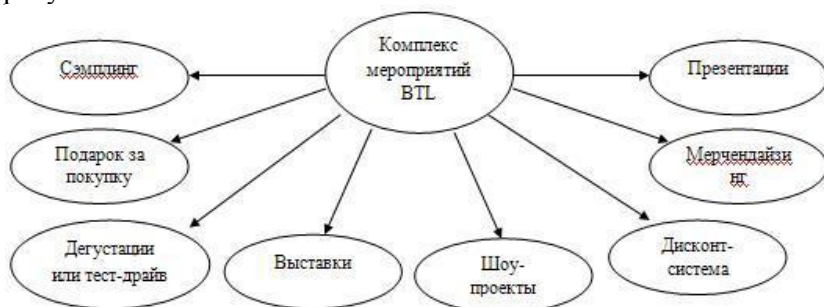 Комплекс
мероприятий
BTL
Сэмплинг
Презентации
Подарок за
покупку
Мерчендайзи
нг
Дегустации
или тест-драйв
Выставки
Шоу-
проекты
Дисконт-
система